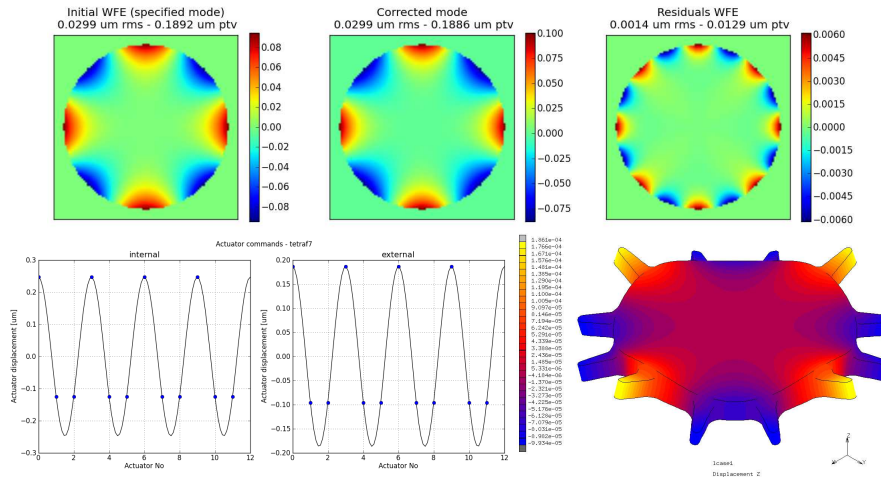 Initial WFE (specified mode)
0.0299 um rms - 0.1892 um ptv
Corrected mode
0.0299 um rms - 0.1886 um ptv
Residuals WFE
0.0014 um rms - 0.0129 um ptv
0.08
0.06
0.04
0.02
0.00
−0.02
−0.04
−0.06
−0.08
0.100
0.075
0.050
0.025
0.000
−0.025
−0.050
−0.075
0.0060
0.0045
0.0030
0.0015
0.0000
−0.0015
−0.0030
−0.0045
−0.0060
Actuator commands - tetraf7
internal
Actuator displacement [um]
0.3
0.2
0.1
0.0
−0.1
−0.2
−0.3
0 2 4 6 8 10 12
Actuator No
external
Actuator displacement [um]
0.20
0.15
0.10
0.05
0.00
−0.05
−0.10
−0.15
−0.20
0 2 4 6 8 10 12
Actuator No
1.861e-04
1.766e-04
1.671e-04
1.576e-04
1.481e-04
1.385e-04
1.290e-04
1.195e-04
1.100e-04
1.005e-04
9.097e-05
8.146e-05
7.194e-05
6.242e-05
5.291e-05
4.339e-05
3.388e-05
2.436e-05
1.485e-05
5.331e-06
-4.184e-06
-1.370e-05
-2.321e-05
-3.273e-05
-4.225e-05
-5.176e-05
-6.128e-05
-7.079e-05
-8.031e-05
-8.982e-05
-9.934e-05
1casei
Displacement Z
Z
X
Y